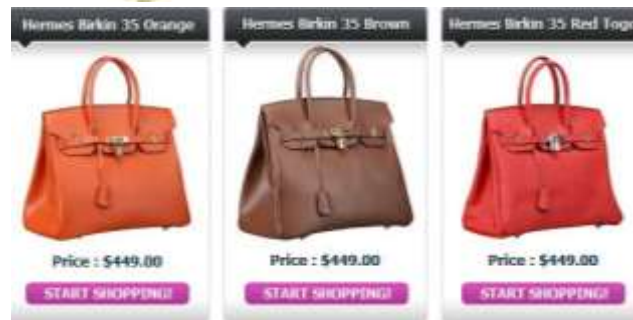 Hermes Birkin 35 Orange
Hermes Birkin 35 Brown
Hermes Birkin 35 Red Togo
Price : $449.00
Price : $449.00
Price : $449.00
START SHOPPING!
START SHOPPING!
START SHOPPING!